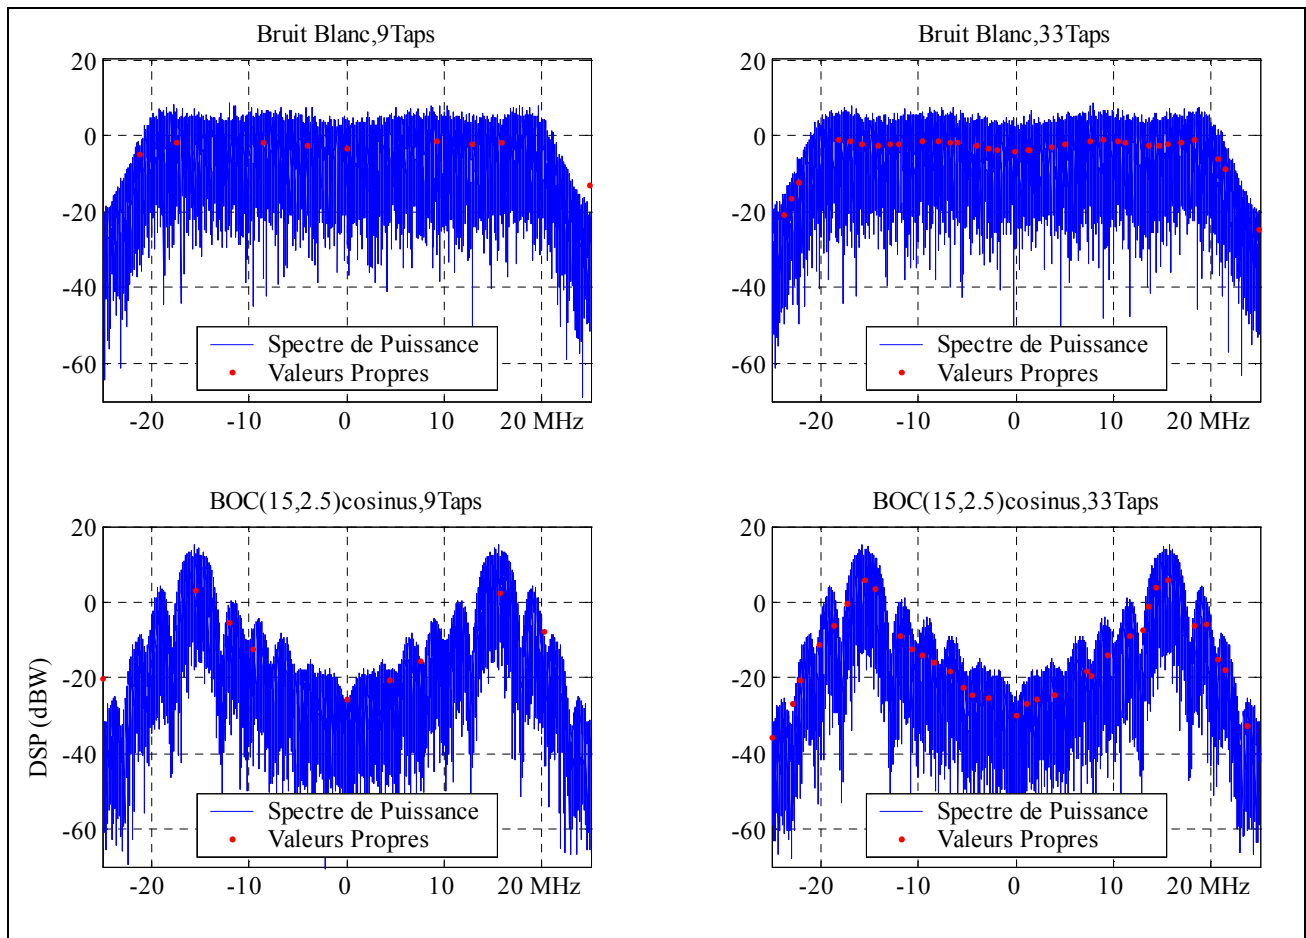 Bruit Blanc,9Taps
20
0
-20
-40
-60
Spectre de Puissance
Valeurs Propres
-20 -10 0 10 20 MHz
Bruit Blanc,33Taps
20
0
-20
-40
-60
Spectre de Puissance
Valeurs Propres
-20 -10 0 10 20 MHz
BOC(15,2.5)cosinus,9Taps
DSP (dBW)
20
0
-20
-40
-60
Spectre de Puissance
Valeurs Propres
-20 -10 0 10 20 MHz
BOC(15,2.5)cosinus,33Taps
20
0
-20
-40
-60
Spectre de Puissance
Valeurs Propres
-20 -10 0 10 20 MHz